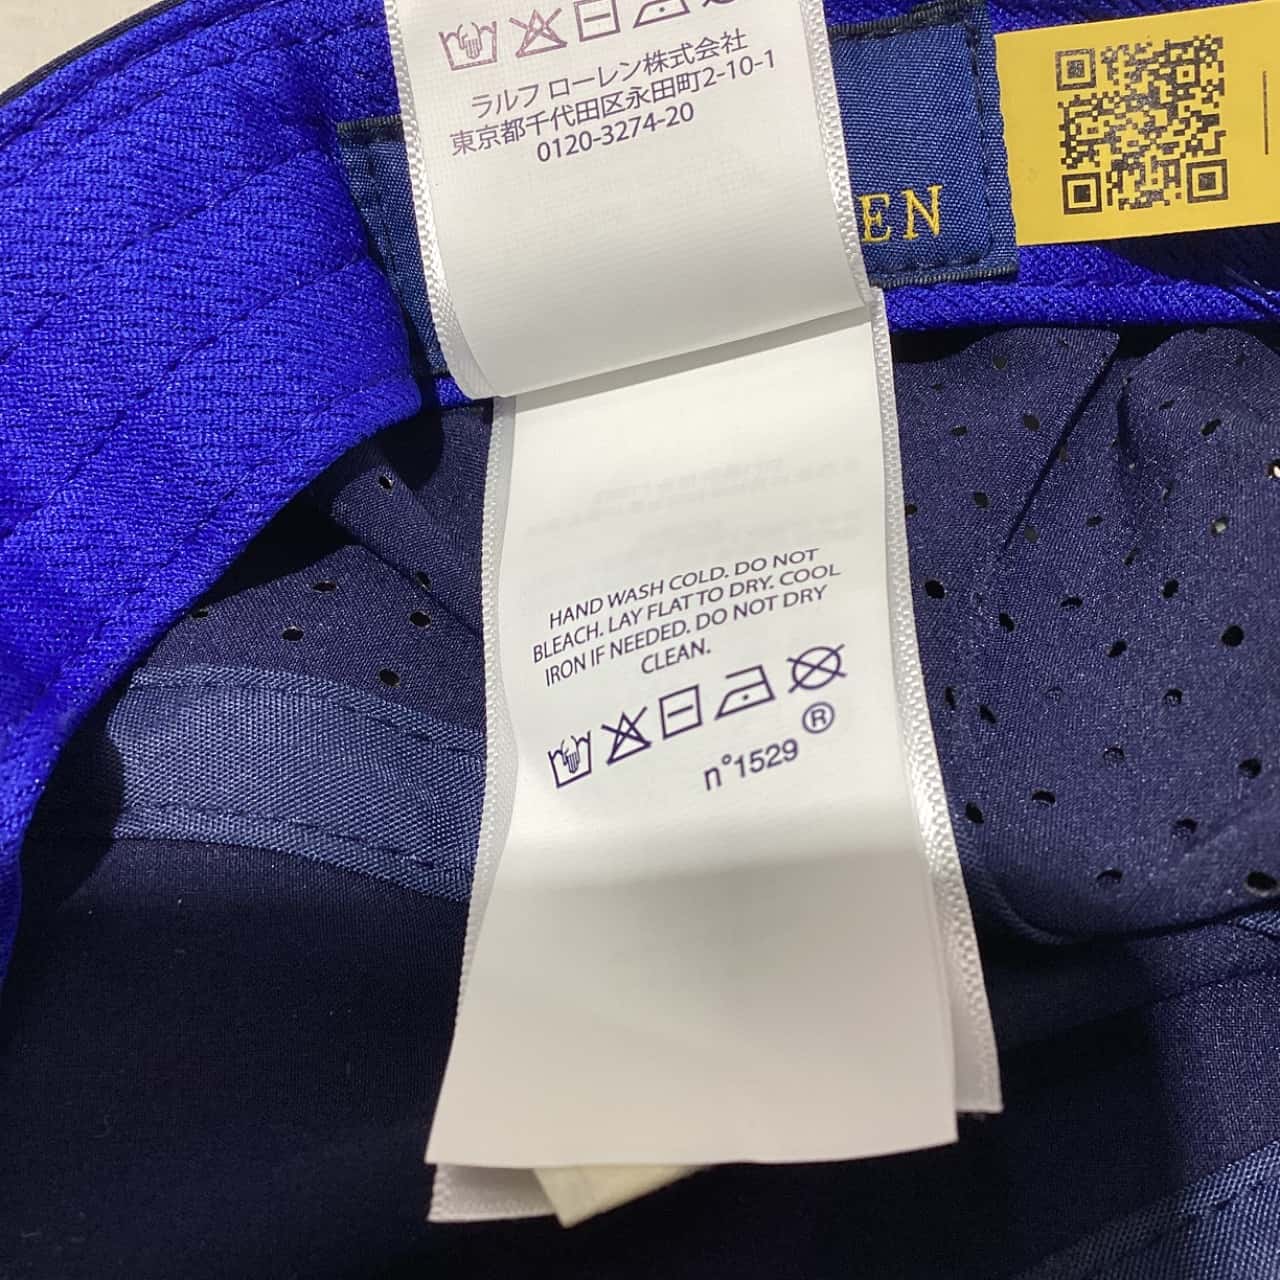 ラルフ ローレン株式会社
東京都千代田区永田町2-10-1
0120-3274-20
EN
HAND WASH COLD. DO NOT
BLEACH. LAY FLAT TO DRY. COOL
IRON IF NEEDED. DO NOT DRY
CLEAN.
n°1529 ®